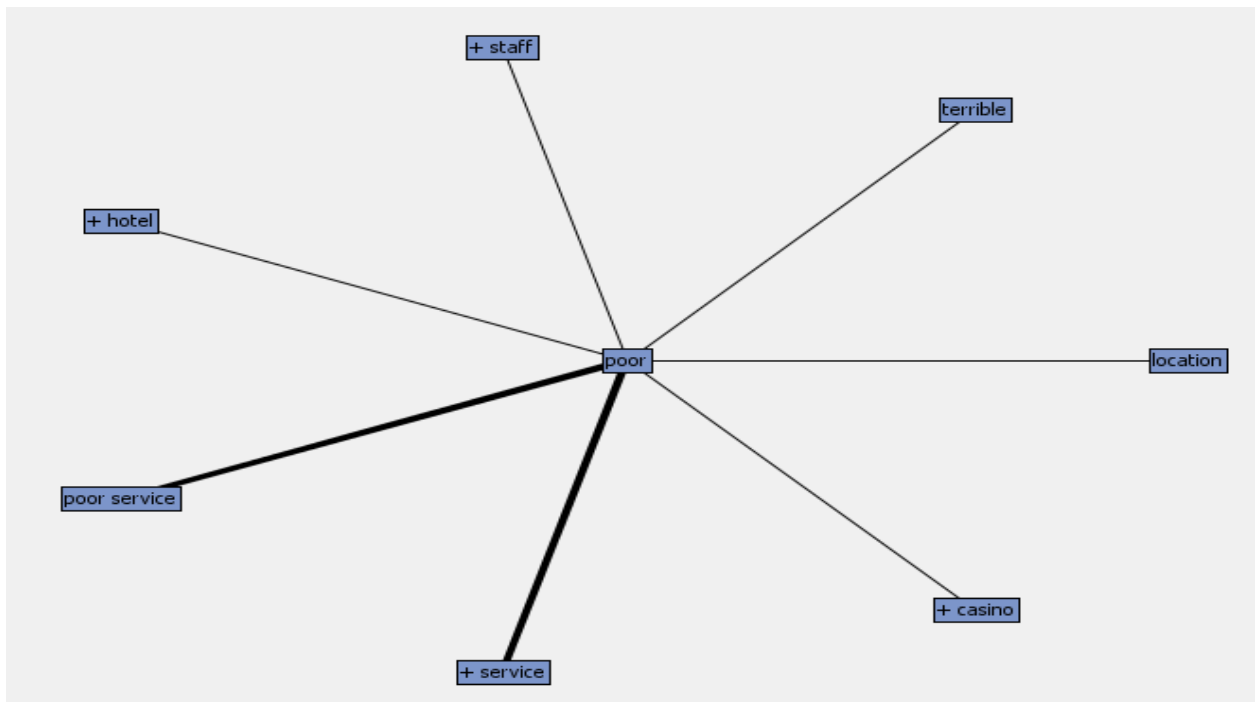 + staff
terrible
+ hotel
poor
location
poor service
+ casino
+ service